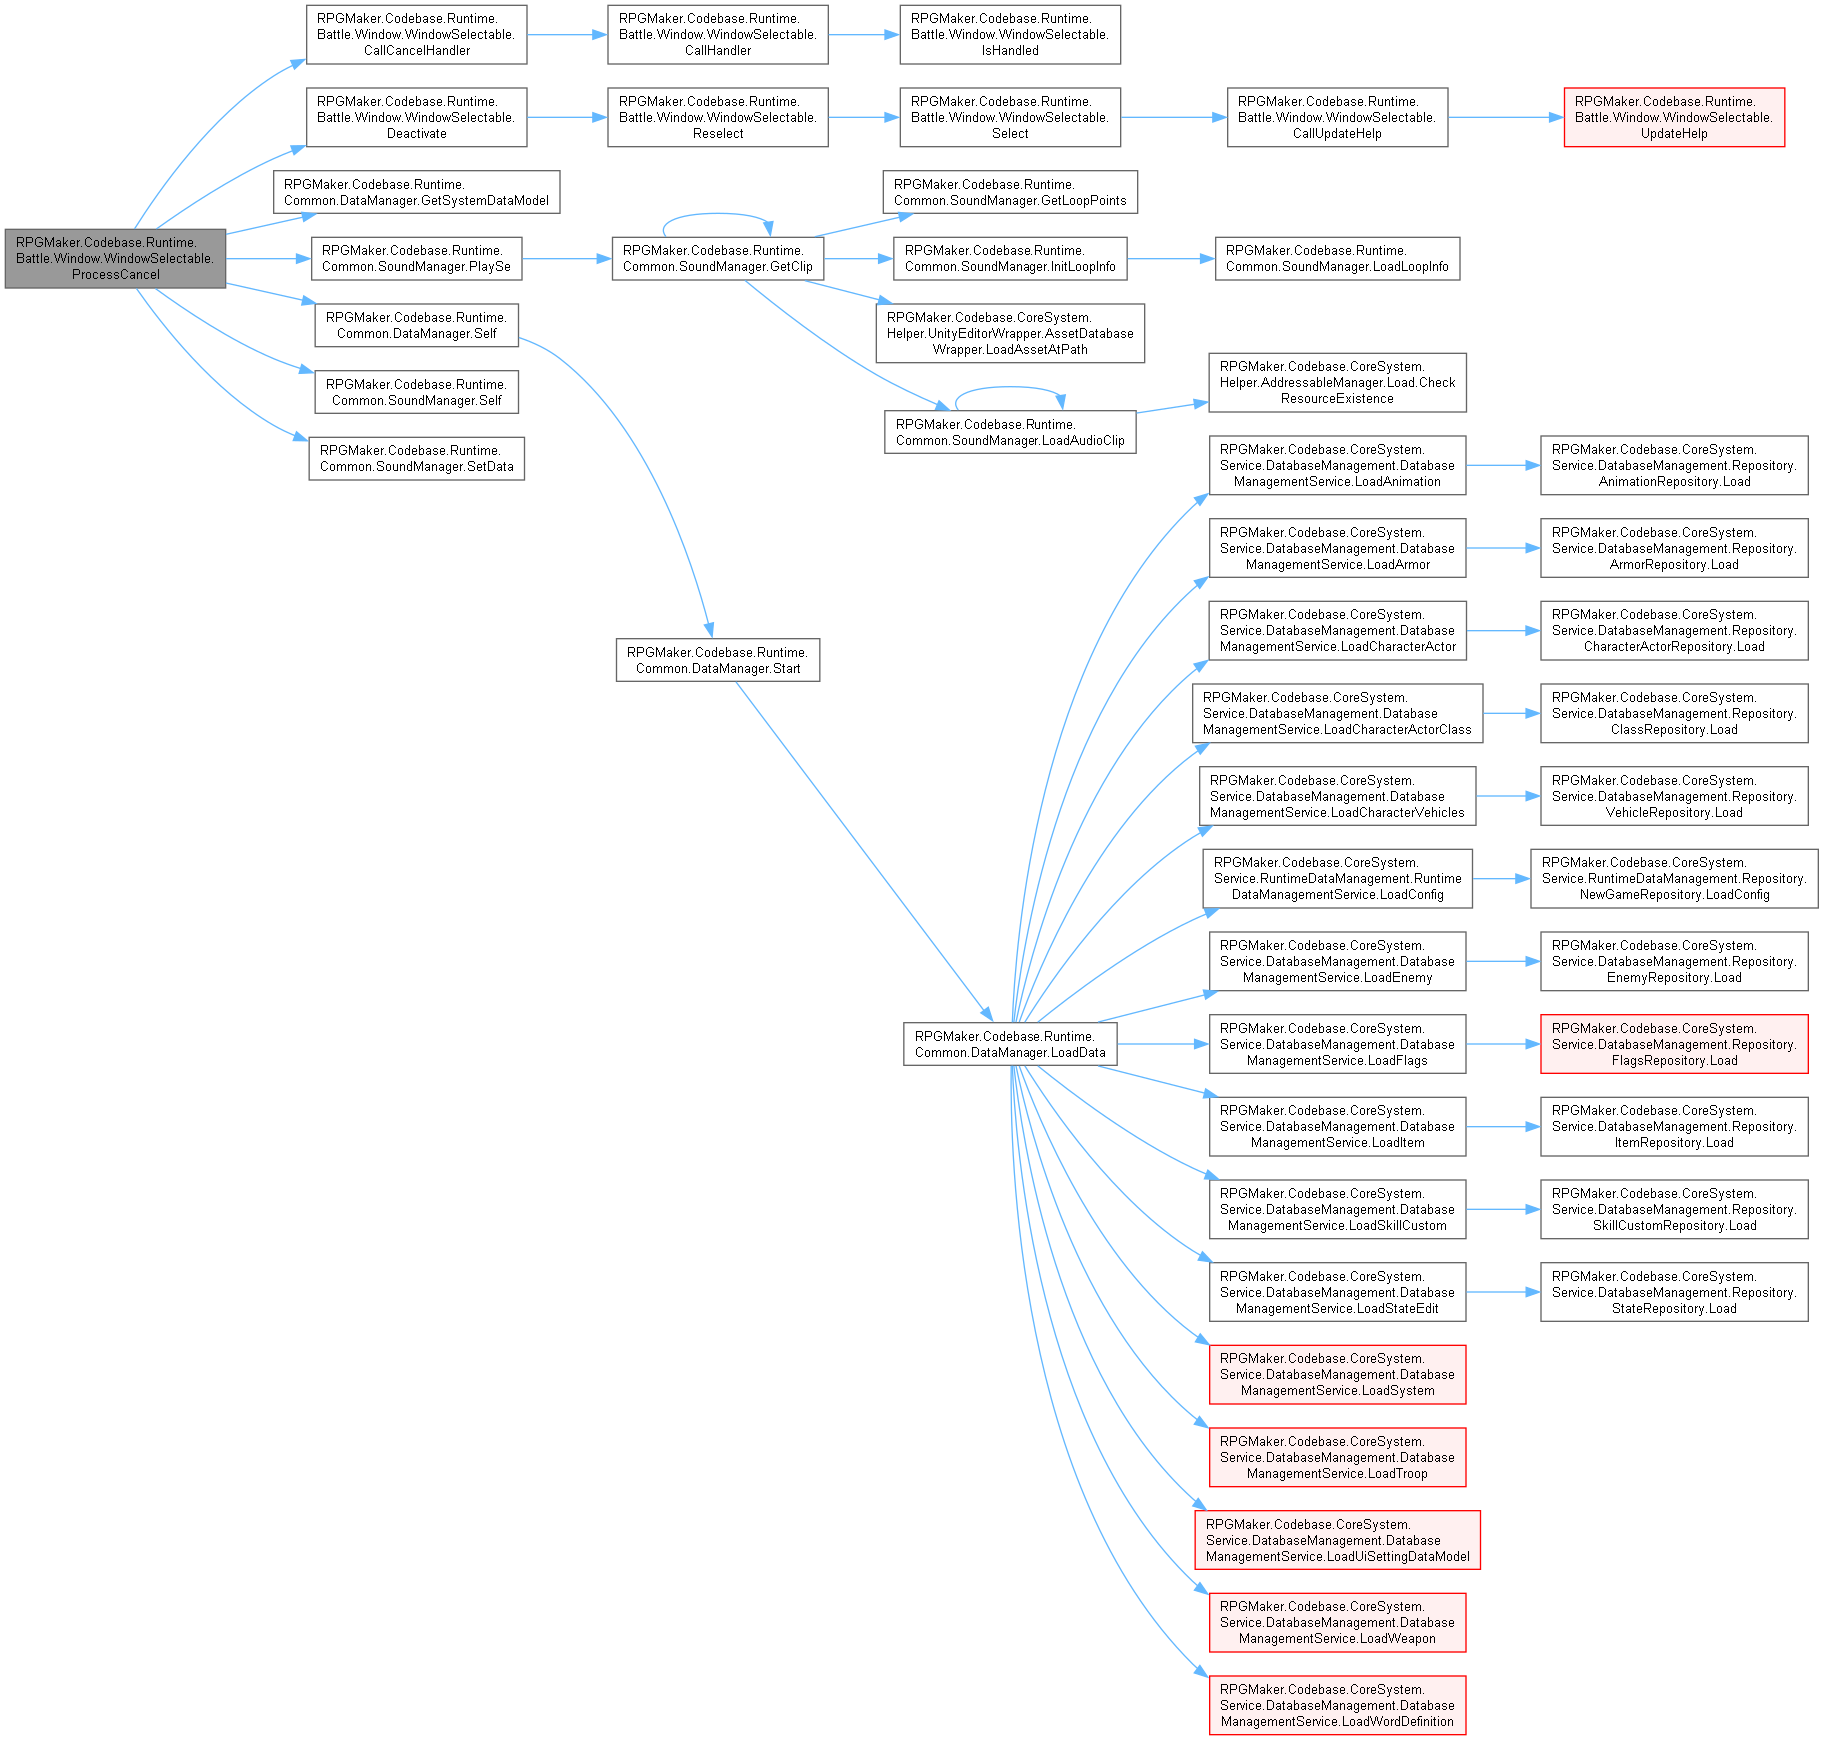 RPGMaker.Codebase.Runtime.
Battle.Window.WindowSelectable.
ProcessCancel
RPGMaker.Codebase.Runtime.
Battle.Window.WindowSelectable.
CallCancelHandler
RPGMaker.Codebase.Runtime.
Battle.Window.WindowSelectable.
CallHandler
RPGMaker.Codebase.Runtime.
Battle.Window.WindowSelectable.
IsHandled
RPGMaker.Codebase.Runtime.
Battle.Window.WindowSelectable.
Deactivate
RPGMaker.Codebase.Runtime.
Battle.Window.WindowSelectable.
Reselect
RPGMaker.Codebase.Runtime.
Battle.Window.WindowSelectable.
Select
RPGMaker.Codebase.Runtime.
Battle.Window.WindowSelectable.
CallUpdateHelp
RPGMaker.Codebase.Runtime.
Battle.Window.WindowSelectable.
UpdateHelp
RPGMaker.Codebase.Runtime.
Common.DataManager.GetSystemDataModel
RPGMaker.Codebase.Runtime.
Common.SoundManager.PlaySe
RPGMaker.Codebase.Runtime.
Common.SoundManager.GetClip
RPGMaker.Codebase.Runtime.
Common.SoundManager.GetLoopPoints
RPGMaker.Codebase.Runtime.
Common.SoundManager.InitLoopInfo
RPGMaker.Codebase.Runtime.
Common.SoundManager.LoadLoopInfo
RPGMaker.Codebase.CoreSystem.
Helper.UnityEditorWrapper.AssetDatabase
Wrapper.LoadAssetAtPath
RPGMaker.Codebase.Runtime.
Common.SoundManager.LoadAudioClip
RPGMaker.Codebase.CoreSystem.
Helper.AddressableManager.Load.Check
ResourceExistence
RPGMaker.Codebase.Runtime.
Common.DataManager.Self
RPGMaker.Codebase.Runtime.
Common.SoundManager.Self
RPGMaker.Codebase.Runtime.
Common.SoundManager.SetData
RPGMaker.Codebase.Runtime.
Common.DataManager.Start
RPGMaker.Codebase.Runtime.
Common.DataManager.LoadData
RPGMaker.Codebase.CoreSystem.
Service.DatabaseManagement.Database
ManagementService.LoadAnimation
RPGMaker.Codebase.CoreSystem.
Service.DatabaseManagement.Repository.
AnimationRepository.Load
RPGMaker.Codebase.CoreSystem.
Service.DatabaseManagement.Database
ManagementService.LoadArmor
RPGMaker.Codebase.CoreSystem.
Service.DatabaseManagement.Repository.
ArmorRepository.Load
RPGMaker.Codebase.CoreSystem.
Service.DatabaseManagement.Database
ManagementService.LoadCharacterActor
RPGMaker.Codebase.CoreSystem.
Service.DatabaseManagement.Repository.
CharacterActorRepository.Load
RPGMaker.Codebase.CoreSystem.
Service.DatabaseManagement.Database
ManagementService.LoadCharacterActorClass
RPGMaker.Codebase.CoreSystem.
Service.DatabaseManagement.Repository.
ClassRepository.Load
RPGMaker.Codebase.CoreSystem.
Service.DatabaseManagement.Database
ManagementService.LoadCharacterVehicles
RPGMaker.Codebase.CoreSystem.
Service.DatabaseManagement.Repository.
VehicleRepository.Load
RPGMaker.Codebase.CoreSystem.
Service.RuntimeDataManagement.Runtime
DataManagementService.LoadConfig
RPGMaker.Codebase.CoreSystem.
Service.RuntimeDataManagement.Repository.
NewGameRepository.LoadConfig
RPGMaker.Codebase.CoreSystem.
Service.DatabaseManagement.Database
ManagementService.LoadEnemy
RPGMaker.Codebase.CoreSystem.
Service.DatabaseManagement.Repository.
EnemyRepository.Load
RPGMaker.Codebase.CoreSystem.
Service.DatabaseManagement.Database
ManagementService.LoadFlags
RPGMaker.Codebase.CoreSystem.
Service.DatabaseManagement.Repository.
FlagsRepository.Load
RPGMaker.Codebase.CoreSystem.
Service.DatabaseManagement.Database
ManagementService.LoadItem
RPGMaker.Codebase.CoreSystem.
Service.DatabaseManagement.Repository.
ItemRepository.Load
RPGMaker.Codebase.CoreSystem.
Service.DatabaseManagement.Database
ManagementService.LoadSkillCustom
RPGMaker.Codebase.CoreSystem.
Service.DatabaseManagement.Repository.
SkillCustomRepository.Load
RPGMaker.Codebase.CoreSystem.
Service.DatabaseManagement.Database
ManagementService.LoadStateEdit
RPGMaker.Codebase.CoreSystem.
Service.DatabaseManagement.Repository.
StateRepository.Load
RPGMaker.Codebase.CoreSystem.
Service.DatabaseManagement.Database
ManagementService.LoadSystem
RPGMaker.Codebase.CoreSystem.
Service.DatabaseManagement.Database
ManagementService.LoadTroop
RPGMaker.Codebase.CoreSystem.
Service.DatabaseManagement.Database
ManagementService.LoadUiSettingDataModel
RPGMaker.Codebase.CoreSystem.
Service.DatabaseManagement.Database
ManagementService.LoadWeapon
RPGMaker.Codebase.CoreSystem.
Service.DatabaseManagement.Database
ManagementService.LoadWordDefinition